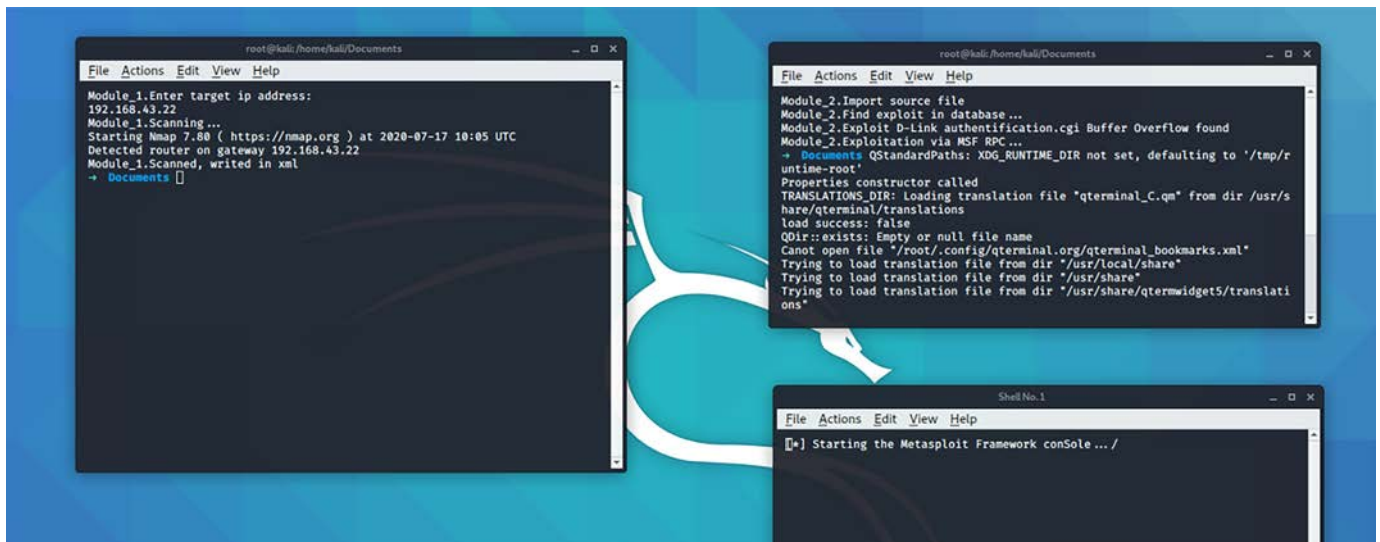 root@kali: /home/kali/Documents
File Actions Edit View Help
Module_1.Enter target ip address:
192.168.43.22
Module_1.Scanning...
Starting Nmap 7.80 ( https://nmap.org ) at 2020-07-17 10:05 UTC
Detected router on gateway 192.168.43.22
Module_1.Scanned, writed in xml
→ Documents
root@kali: /home/kali/Documents
File Actions Edit View Help
Module_2.Import source file
Module_2.Find exploit in database...
Module_2.Exploit D-Link authentification.cgi Buffer Overflow found
Module_2.Exploitation via MSF RPC...
→ Documents QStandardPaths: XDG_RUNTIME_DIR not set, defaulting to '/tmp/r
untime-root'
Properties constructor called
TRANSLATIONS_DIR: Loading translation file "qterminal_C.qm" from dir /usr/s
hare/qterminal/translations
load success: false
QDir::exists: Empty or null file name
Canot open file "/root/.config/qterminal.org/qterminal_bookmarks.xml"
Trying to load translation file from dir "/usr/local/share"
Trying to load translation file from dir "/usr/share"
Trying to load translation file from dir "/usr/share/qtermwidget5/translati
ons"
Shell No. 1
File Actions Edit View Help
[*] Starting the Metasploit Framework conSole.../